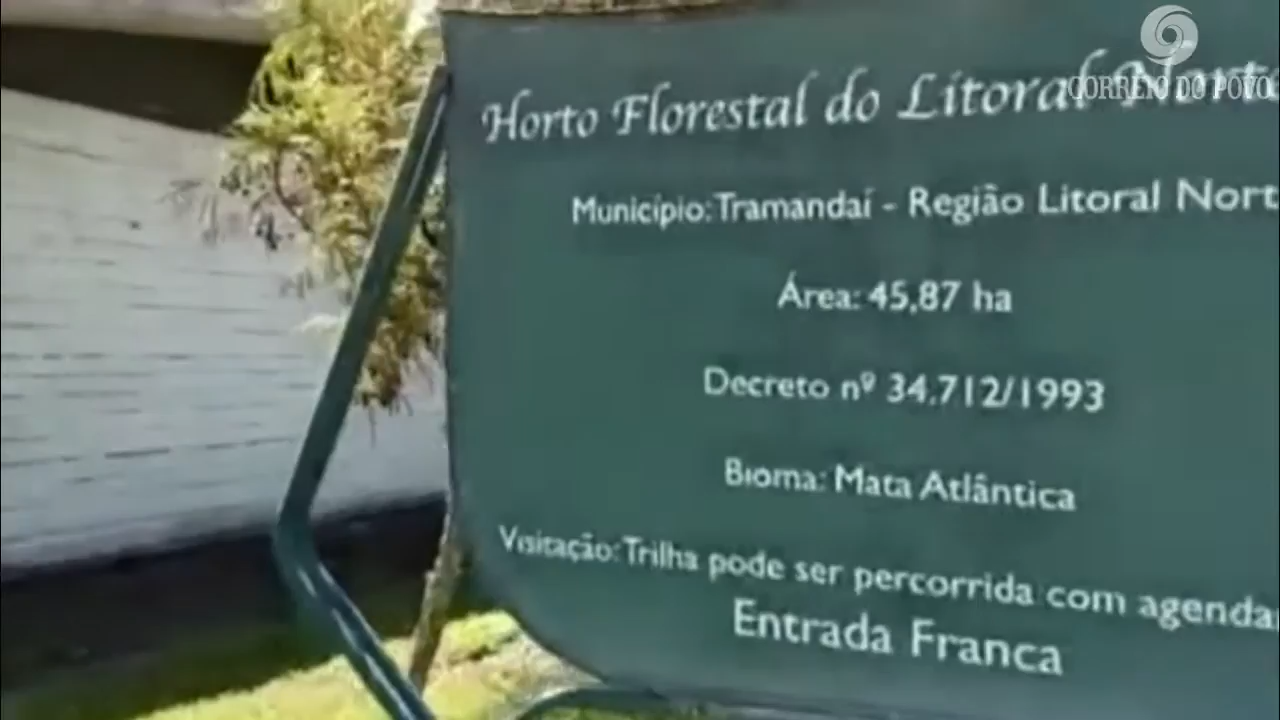 CORREIO DO POVO
Horto Florestal do Litoral Norte
Município: Tramandaí - Região Litoral Nort
Área: 45,87 ha
Decreto nº 34.712/1993
Bioma: Mata Atlântica
Visitação: Trilha pode ser percorrida com agenda
Entrada Franca